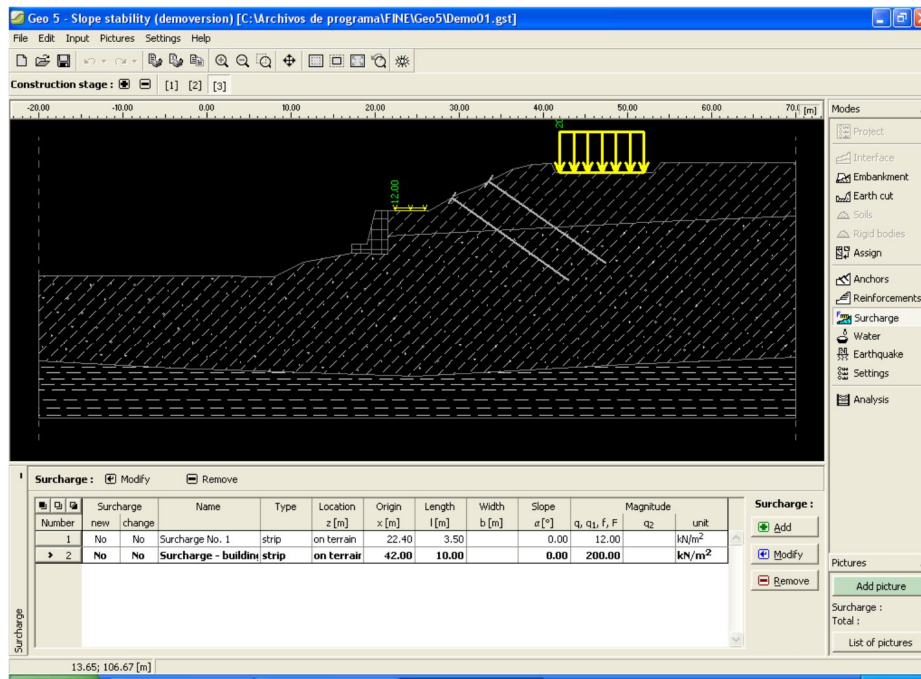 Geo 5 - Slope stability (demoversion) [C:\Archivos de programa\FINE\Geo5\Demo01.gst]
File Edit Input Pictures Settings Help
Construction stage : [1] [2] [3]
-20.00 -10.00 0.00 10.00 20.00 30.00 40.00 50.00 60.00 [m]
12.00
Modes
Project
Interface
Embankment
Earth cut
Soils
Rigid bodies
Assign
Anchors
Reinforcements
Surcharge
Water
Earthquake
Settings
Analysis
Surcharge : Modify Remove
Surcharge Name Type Location Origin Length Width Slope Magnitude
Number new change z [m] x [m] l [m] b [m] α [°] q, q1, f, F q2 unit
1 No No Surcharge No. 1 strip on terrain 22.40 3.50 0.00 12.00 kN/m²
> 2 No No Surcharge - buildin strip on terrain 42.00 10.00 0.00 200.00 kN/m²
Surcharge :
Add
Modify
Remove
Surcharge
Pictures
Add picture
Surcharge :
Total :
List of pictures
13.65; 106.67 [m]